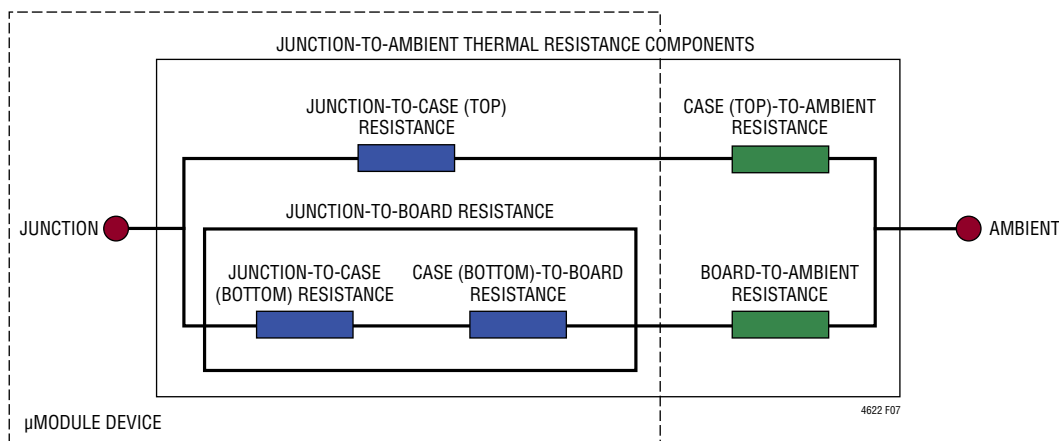 JUNCTION-TO-AMBIENT THERMAL RESISTANCE COMPONENTS
JUNCTION-TO-CASE (TOP)
RESISTANCE
CASE (TOP)-TO-AMBIENT
RESISTANCE
JUNCTION
JUNCTION-TO-BOARD RESISTANCE
AMBIENT
JUNCTION-TO-CASE
(BOTTOM) RESISTANCE
CASE (BOTTOM)-TO-BOARD
RESISTANCE
BOARD-TO-AMBIENT
RESISTANCE
4622 F07
µMODULE DEVICE